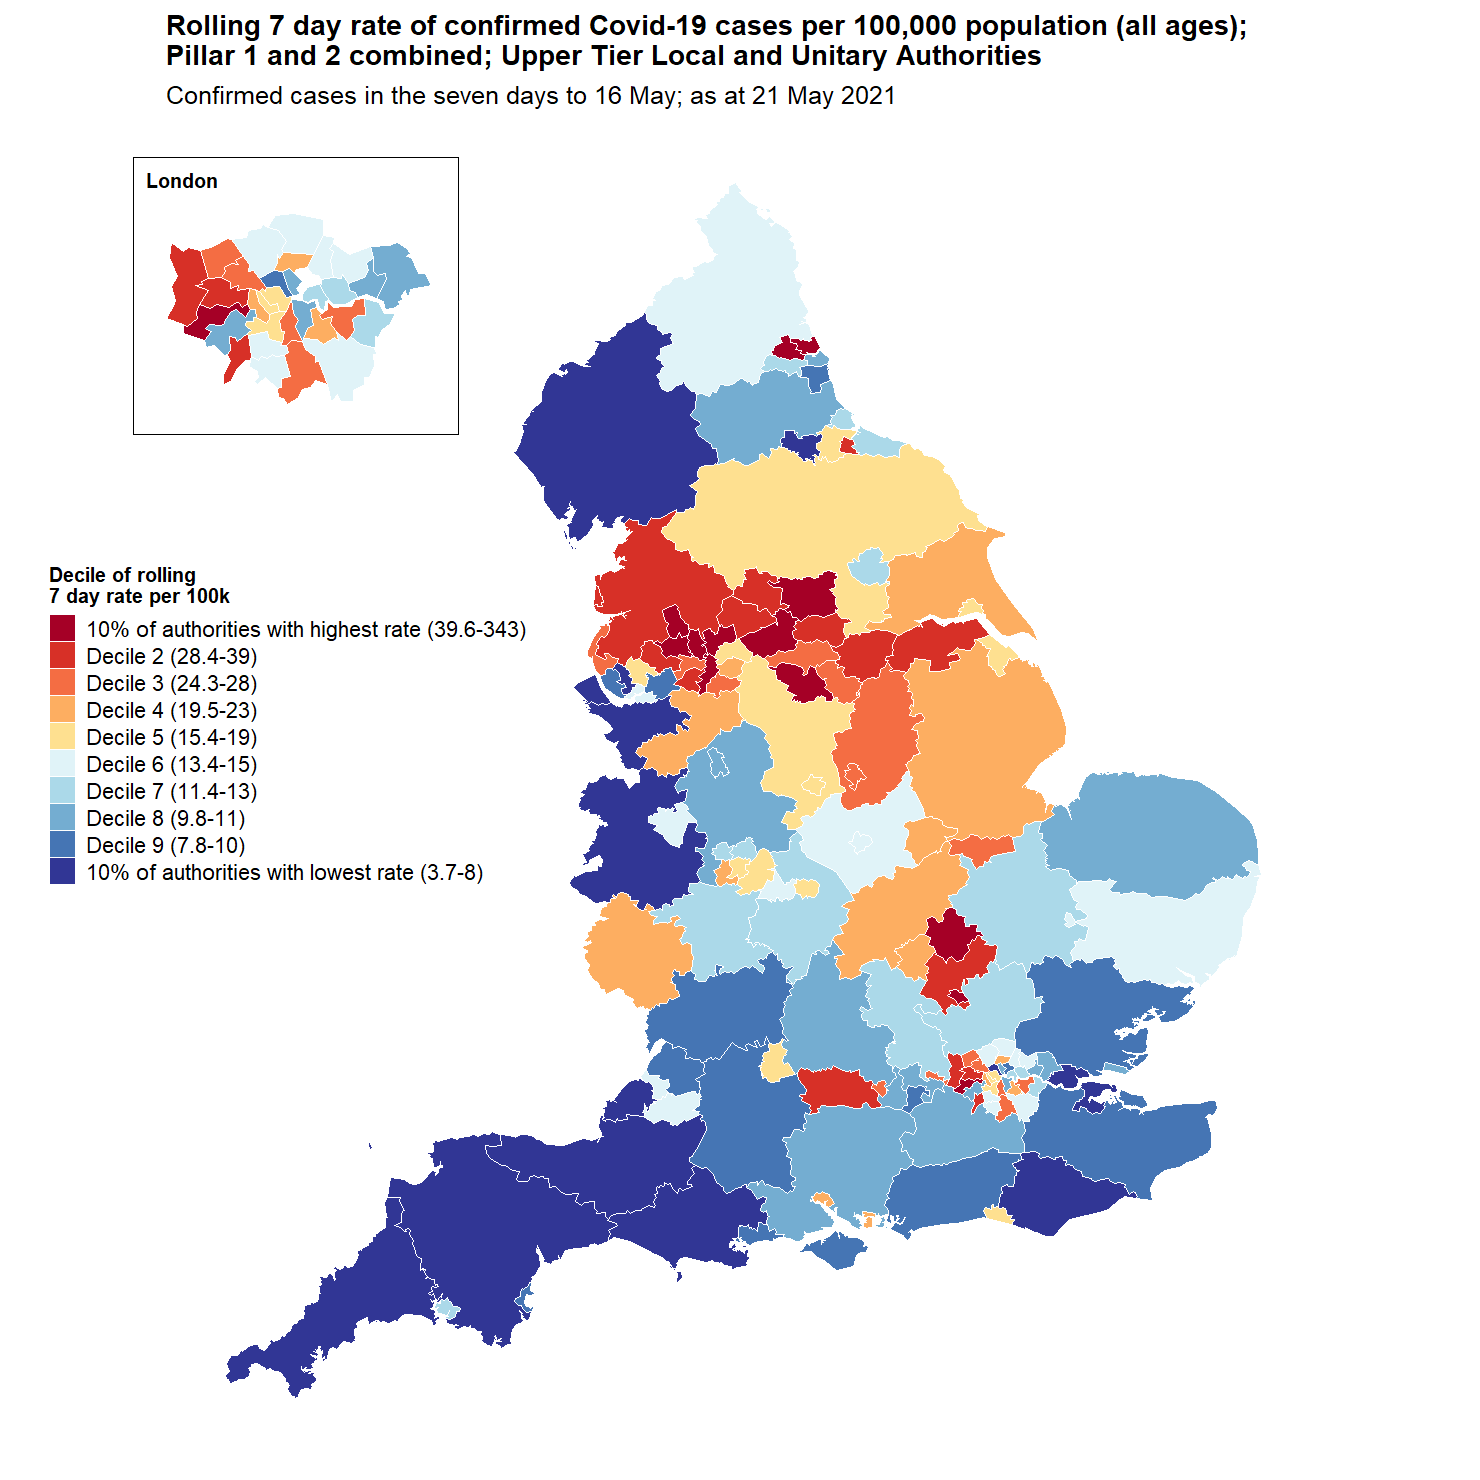 Rolling 7 day rate of confirmed Covid-19 cases per 100,000 population (all ages);
Pillar 1 and 2 combined; Upper Tier Local and Unitary Authorities
Confirmed cases in the seven days to 16 May; as at 21 May 2021
London
Decile of rolling
7 day rate per 100k
10% of authorities with highest rate (39.6-343)
Decile 2 (28.4-39)
Decile 3 (24.3-28)
Decile 4 (19.5-23)
Decile 5 (15.4-19)
Decile 6 (13.4-15)
Decile 7 (11.4-13)
Decile 8 (9.8-11)
Decile 9 (7.8-10)
10% of authorities with lowest rate (3.7-8)